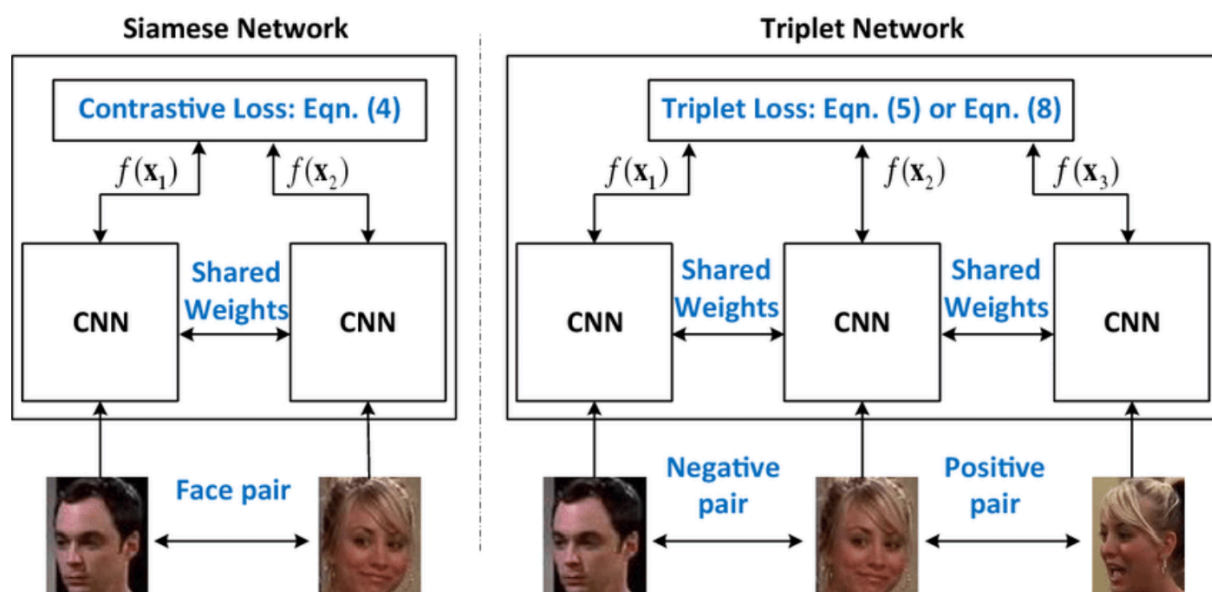 Siamese Network
Contrastive Loss: Eqn. (4)
f(x₁)
f(x₂)
CNN
Shared
Weights
CNN
Face pair
Triplet Network
Triplet Loss: Eqn. (5) or Eqn. (8)
f(x₁)
f(x₂)
f(x₃)
CNN
Shared
Weights
CNN
Shared
Weights
CNN
Negative
pair
Positive
pair